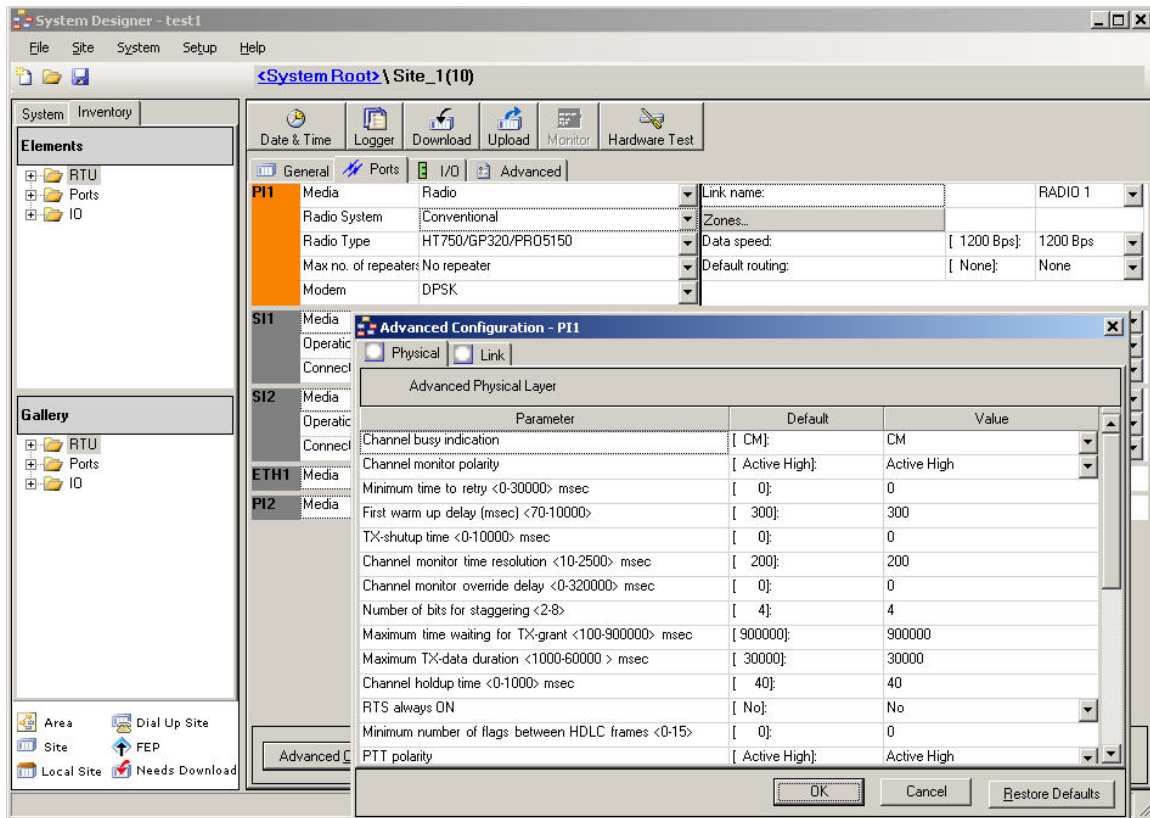 System Designer - test1
File Site System Setup Help
<System Root> \ Site_1(10)
System Inventory
Elements
RTU
Ports
IO
Gallery
RTU
Ports
IO
Area Dial Up Site
Site FEP
Local Site Needs Download
Date & Time Logger Download Upload Monitor Hardware Test
General Ports I/O Advanced
PI1 Media Radio Link name: RADIO 1
Radio System Conventional Zones...
Radio Type HT750/GP320/PRO5150 Data speed: [ 1200 Bps]: 1200 Bps
Max no. of repeaters No repeater Default routing: [ None]: None
Modem DPSK
SI1 Media
Operatio
Connect
SI2 Media
Operatio
Connect
ETH1 Media
PI2 Media
Advanced C
Advanced Configuration - PI1
Physical Link
Advanced Physical Layer
Parameter Default Value
Channel busy indication [ CM]: CM
Channel monitor polarity [ Active High]: Active High
Minimum time to retry <0-30000> msec [ 0]: 0
First warm up delay (msec) <70-10000> [ 300]: 300
TX-shutup time <0-10000> msec [ 0]: 0
Channel monitor time resolution <10-2500> msec [ 200]: 200
Channel monitor override delay <0-320000> msec [ 0]: 0
Number of bits for staggering <2-8> [ 4]: 4
Maximum time waiting for TX-grant <100-900000> msec [ 900000]: 900000
Maximum TX-data duration <1000-60000 > msec [ 30000]: 30000
Channel holdup time <0-1000> msec [ 40]: 40
RTS always ON [ No]: No
Minimum number of flags between HDLC frames <0-15> [ 0]: 0
PTT polarity [ Active High]: Active High
OK Cancel Restore Defaults